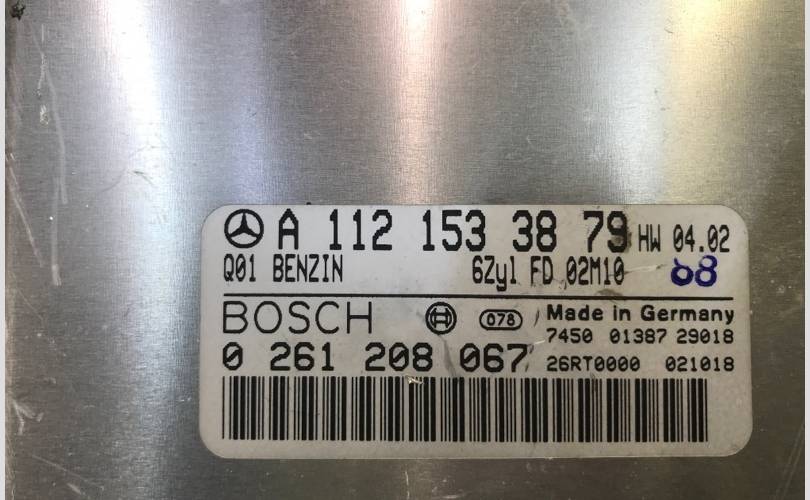 A 112 153 38 79 HW 04.02
Q01 BENZIN 6Zyl FD 02M10 68
BOSCH 078 Made in Germany
7450 01387 29018
0 261 208 067 26RT0000 021018